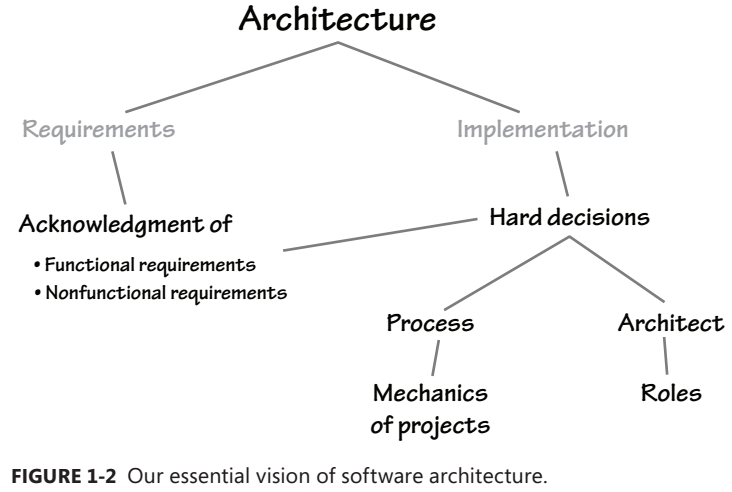 Architecture
Requirements
Implementation
Acknowledgment of
• Functional requirements
• Nonfunctional requirements
Hard decisions
Process
Architect
Mechanics
of projects
Roles
FIGURE 1-2 Our essential vision of software architecture.